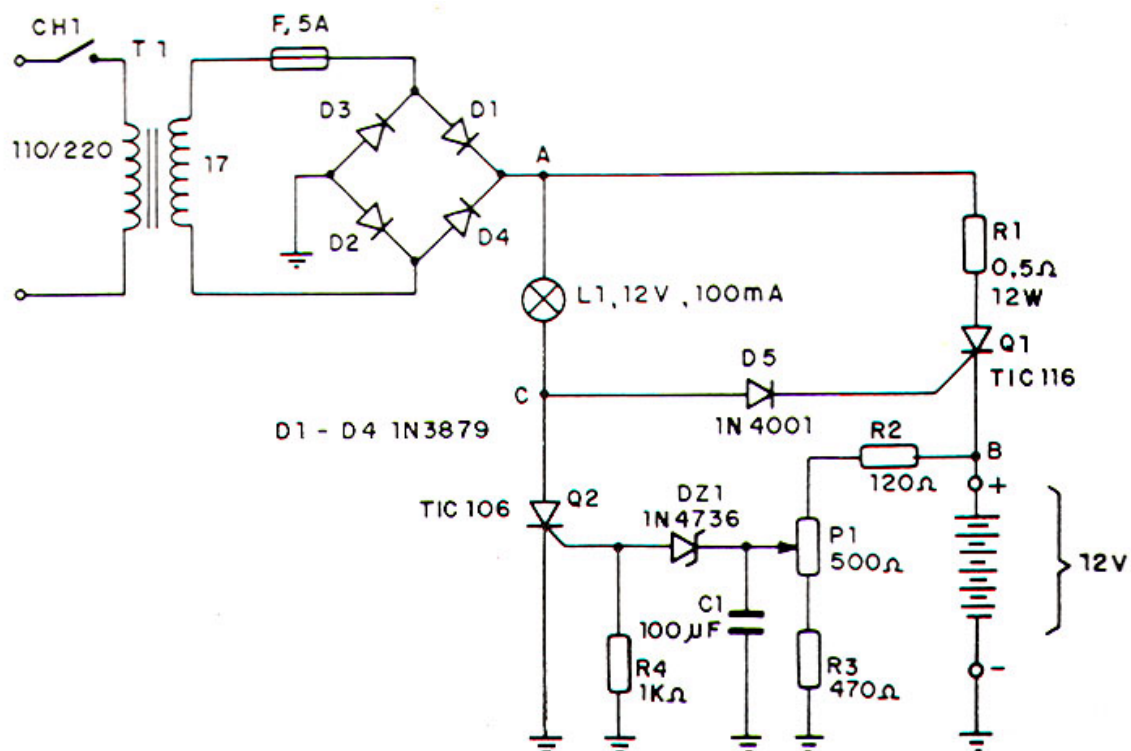 CH1
T1
F, 5A
110/220
17
D3
D1
D2
D4
A
R1
0,5Ω
12W
L1, 12V, 100mA
Q1
TIC 116
D5
1N 4001
C
D1 - D4 1N3879
R2
120Ω
B
+
TIC 106
Q2
DZ1
1N 4736
P1
500Ω
12V
C1
100µF
R4
1KΩ
R3
470Ω
-